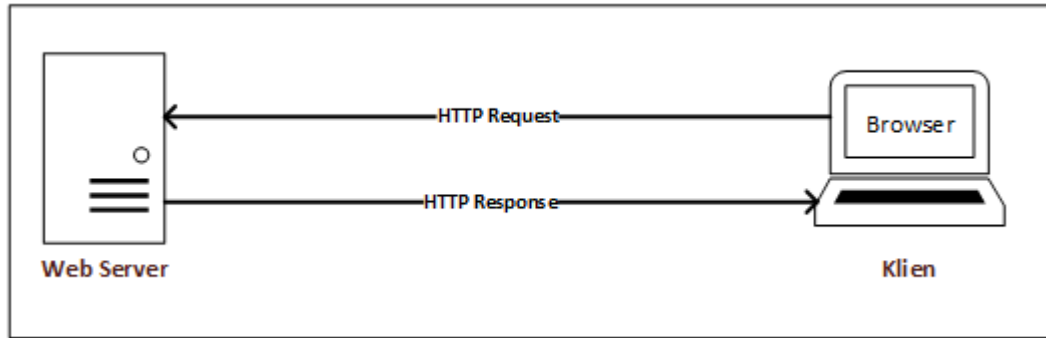 HTTP Request
Browser
HTTP Response
Web Server
Klien